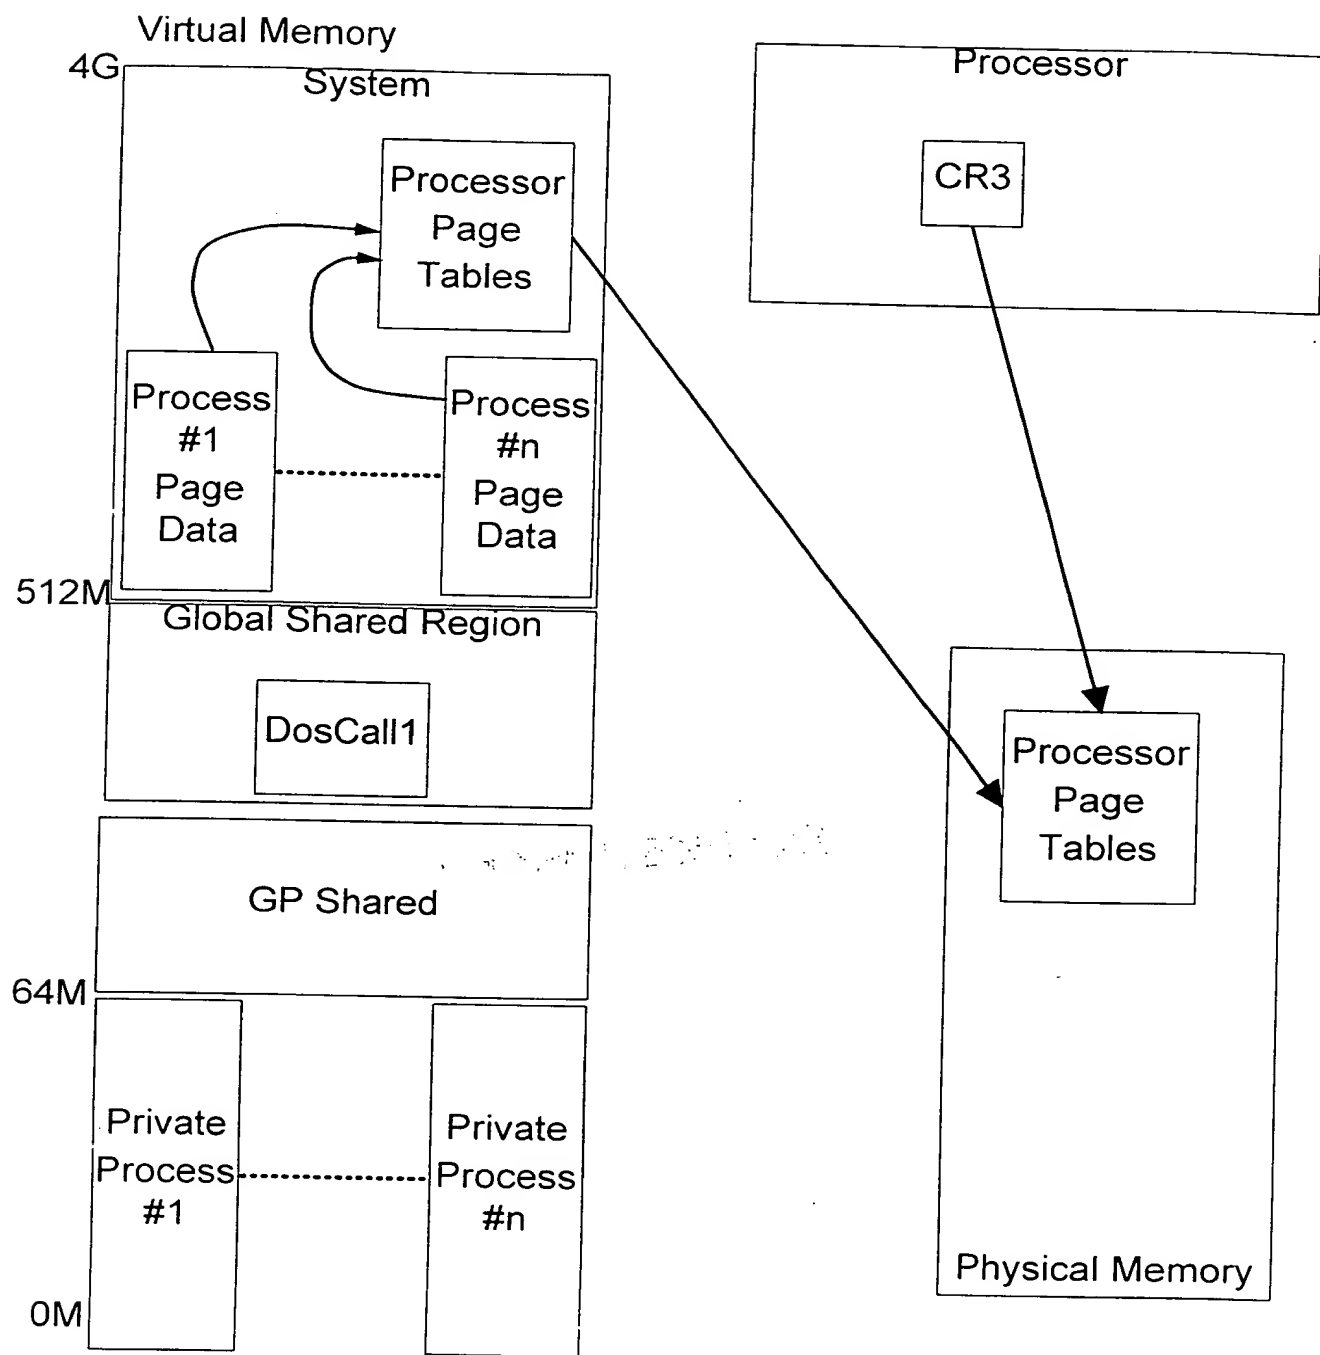 Virtual Memory
4G
System
Processor
Page
Tables
Process
#1
Page
Data
Process
#n
Page
Data
512M
Global Shared Region
DosCall1
GP Shared
64M
Private
Process
#1
Private
Process
#n
0M
Processor
CR3
Processor
Page
Tables
Physical Memory